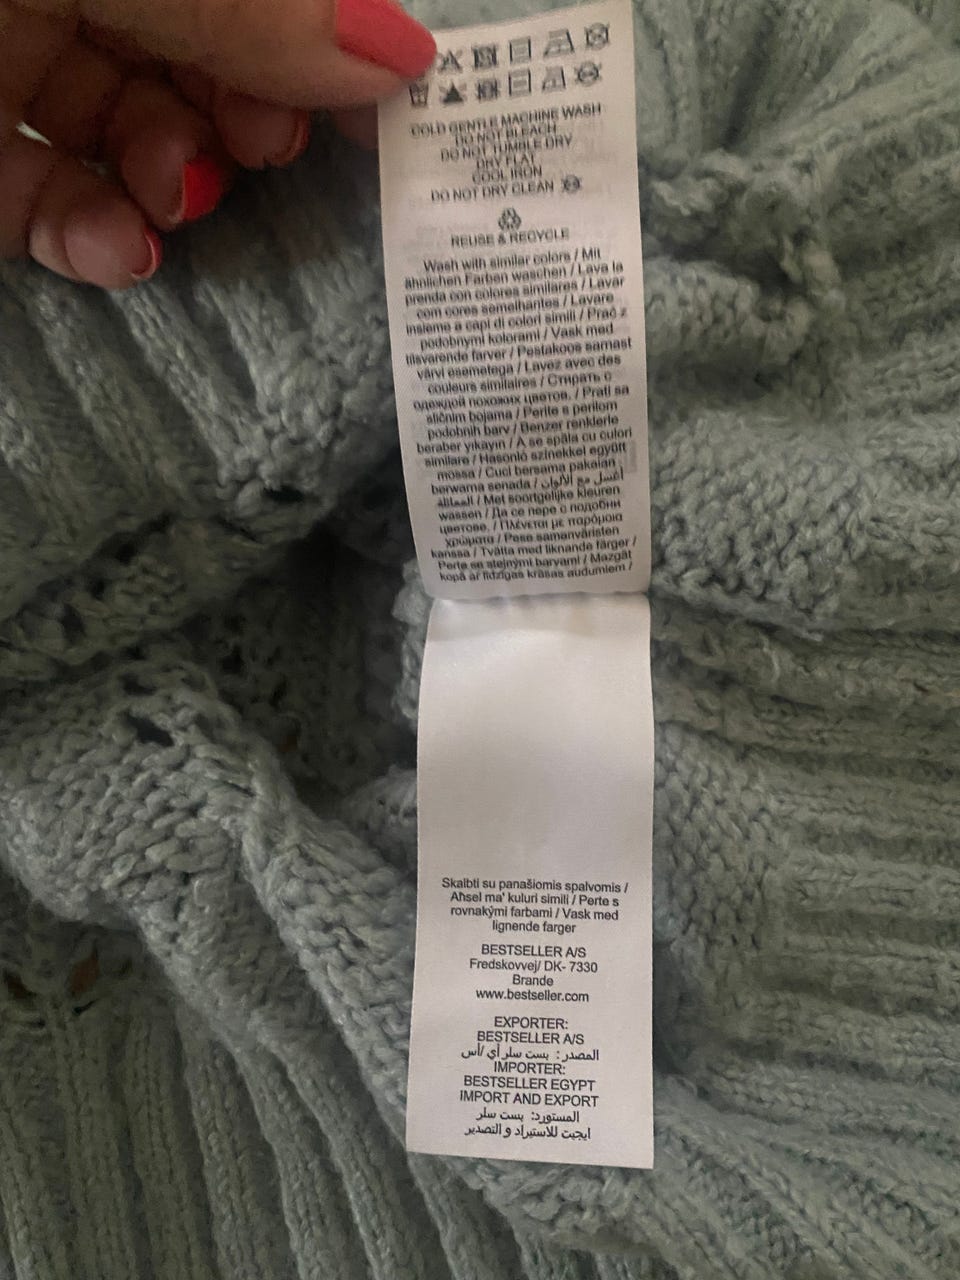 COLD GENTLE MACHINE WASH
DO NOT BLEACH
DO NOT TUMBLE DRY
DRY FLAT
COOL IRON
DO NOT DRY CLEAN
REUSE & RECYCLE
Wash with similar colors / Mit
ähnlichen Farben waschen / Lava la
prenda con colores similares / Lavar
com cores semelhantes / Lavare
insieme a capi di colori simili / Prać z
podobnymi kolorami / Vask med
tilsvarende farver / Pestakoos samast
värvi esemetega / Lavez avec des
couleurs similaires / Стирать с
одеждой похожих цветов. / Prati sa
sličnim bojama / Perite s perilom
podobnih barv / Benzer renklerle
beraber yıkayın / A se spăla cu culori
similare / Hasonló színekkel együtt
mossa / Cuci bersama pakaian
berwarna senada / أغسل مع الألوان
المماثلة / Met soortgelijke kleuren
wassen / Да се пере с подобни
цветове. / Πλένεται με παρόμοια
χρώματα / Pese samanväristen
kanssa / Tvätta med liknande färger /
Perte se stejnými barvami / Mazgāt
kopā ar līdzīgas krāsas audumiem /
Skalbti su panašiomis spalvomis /
Aħsel ma' kuluri simili / Perte s
rovnakými farbami / Vask med
lignende farger
BESTSELLER A/S
Fredskovvej/ DK- 7330
Brande
www.bestseller.com
EXPORTER:
BESTSELLER A/S
المصدر: بست سلر أي /أس
IMPORTER:
BESTSELLER EGYPT
IMPORT AND EXPORT
المستورد: بست سلر
ايجبت للاستيراد و التصدير